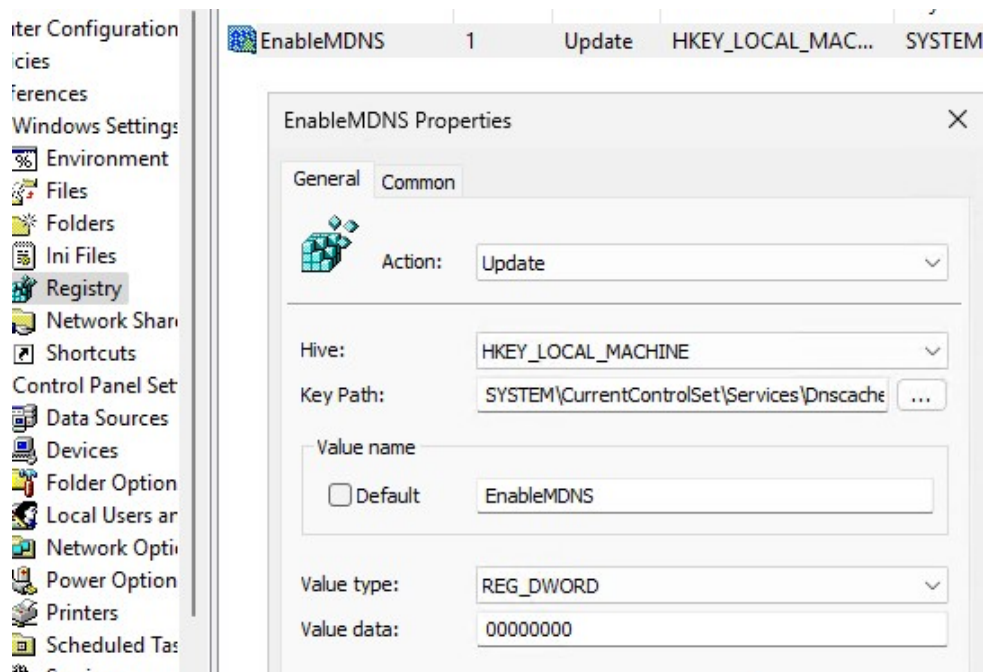 ter Configuration
icies
ferences
Windows Settings
Environment
Files
Folders
Ini Files
Registry
Network Shar
Shortcuts
Control Panel Set
Data Sources
Devices
Folder Option
Local Users ar
Network Opti
Power Option
Printers
Scheduled Tas
EnableMDNS 1 Update HKEY_LOCAL_MAC... SYSTEM
EnableMDNS Properties
General Common
Action: Update
Hive: HKEY_LOCAL_MACHINE
Key Path: SYSTEM\CurrentControlSet\Services\Dnscache ...
Value name
Default EnableMDNS
Value type: REG_DWORD
Value data: 00000000